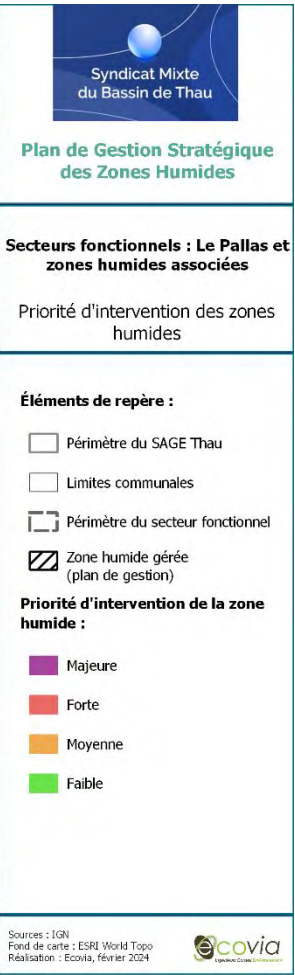 Syndicat Mixte
du Bassin de Thau
Plan de Gestion Stratégique
des Zones Humides
Secteurs fonctionnels : Le Pallas et
zones humides associées
Priorité d'intervention des zones
humides
Éléments de repère :
Périmètre du SAGE Thau
Limites communales
Périmètre du secteur fonctionnel
Zone humide gérée
(plan de gestion)
Priorité d'intervention de la zone
humide :
Majeure
Forte
Moyenne
Faible
Sources : IGN
Fond de carte : ESRI World Topo
Réalisation : Ecovia, février 2024
ecovia